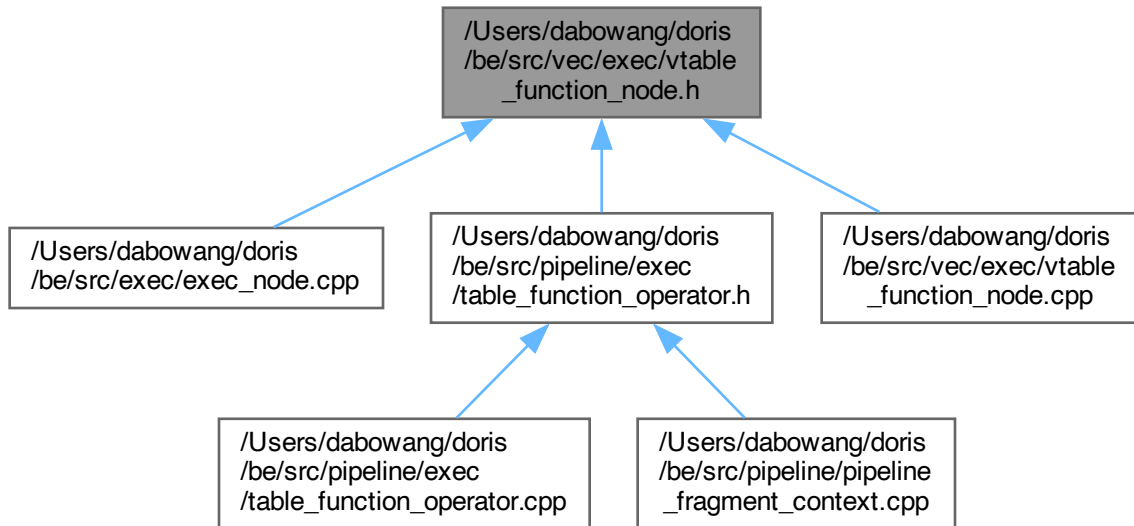 /Users/dabowang/doris
/be/src/vec/exec/vtable
_function_node.h
/Users/dabowang/doris
/be/src/exec/exec_node.cpp
/Users/dabowang/doris
/be/src/pipeline/exec
/table_function_operator.h
/Users/dabowang/doris
/be/src/vec/exec/vtable
_function_node.cpp
/Users/dabowang/doris
/be/src/pipeline/exec
/table_function_operator.cpp
/Users/dabowang/doris
/be/src/pipeline/pipeline
_fragment_context.cpp